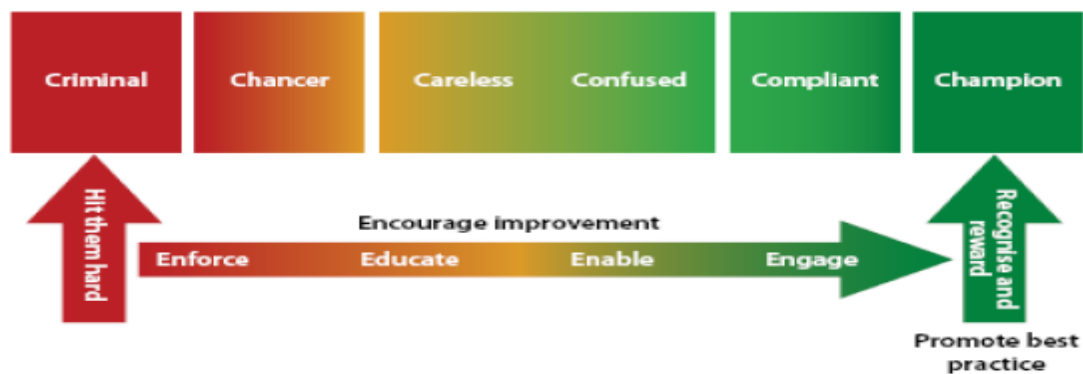 Criminal
Chancer
Careless
Confused
Compliant
Champion
Hit them hard
Encourage improvement
Enforce
Educate
Enable
Engage
Recognise and
reward
Promote best
practice